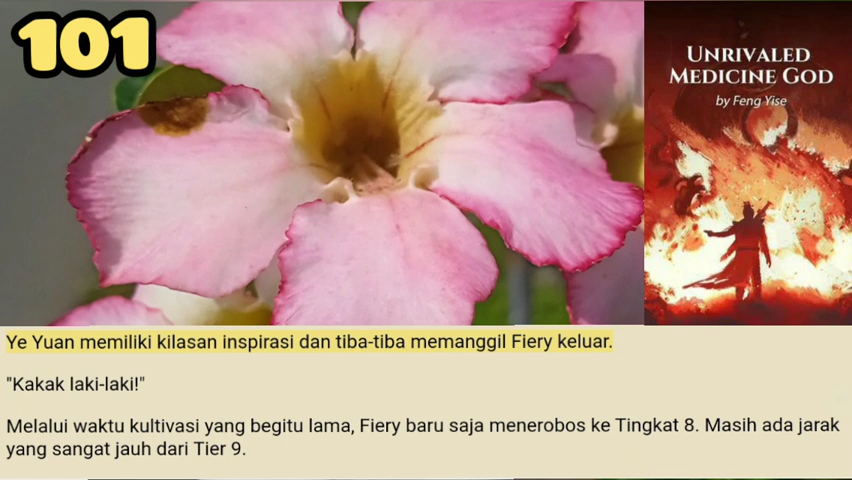 101
UNRIVALED
MEDICINE GOD
by Feng Yise
Ye Yuan memiliki kilasan inspirasi dan tiba-tiba memanggil Fiery keluar.
"Kakak laki-laki!"
Melalui waktu kultivasi yang begitu lama, Fiery baru saja menerobos ke Tingkat 8. Masih ada jarak
yang sangat jauh dari Tier 9.